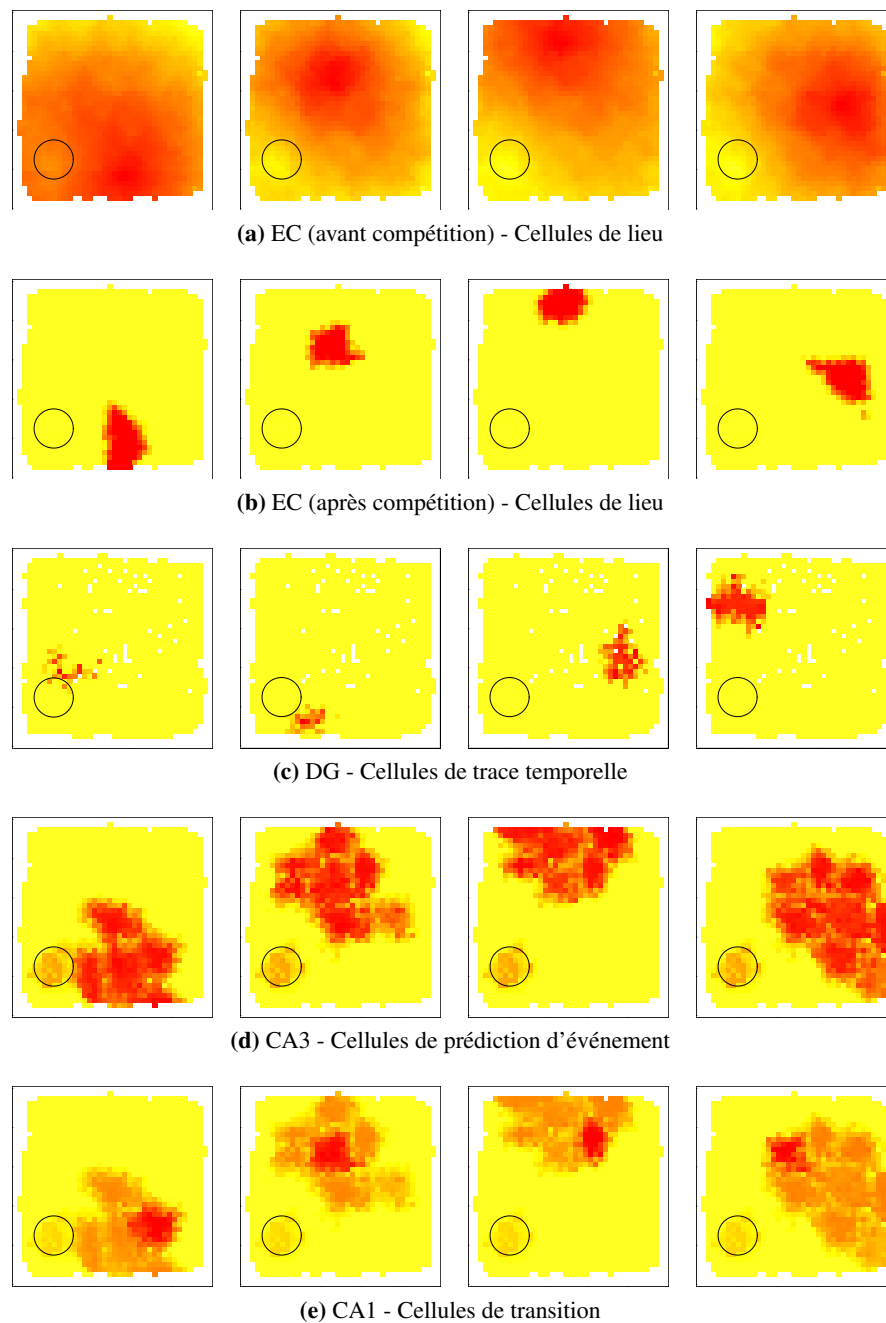 (a) EC (avant compétition) - Cellules de lieu
(b) EC (après compétition) - Cellules de lieu
(c) DG - Cellules de trace temporelle
(d) CA3 - Cellules de prédiction d'événement
(e) CA1 - Cellules de transition